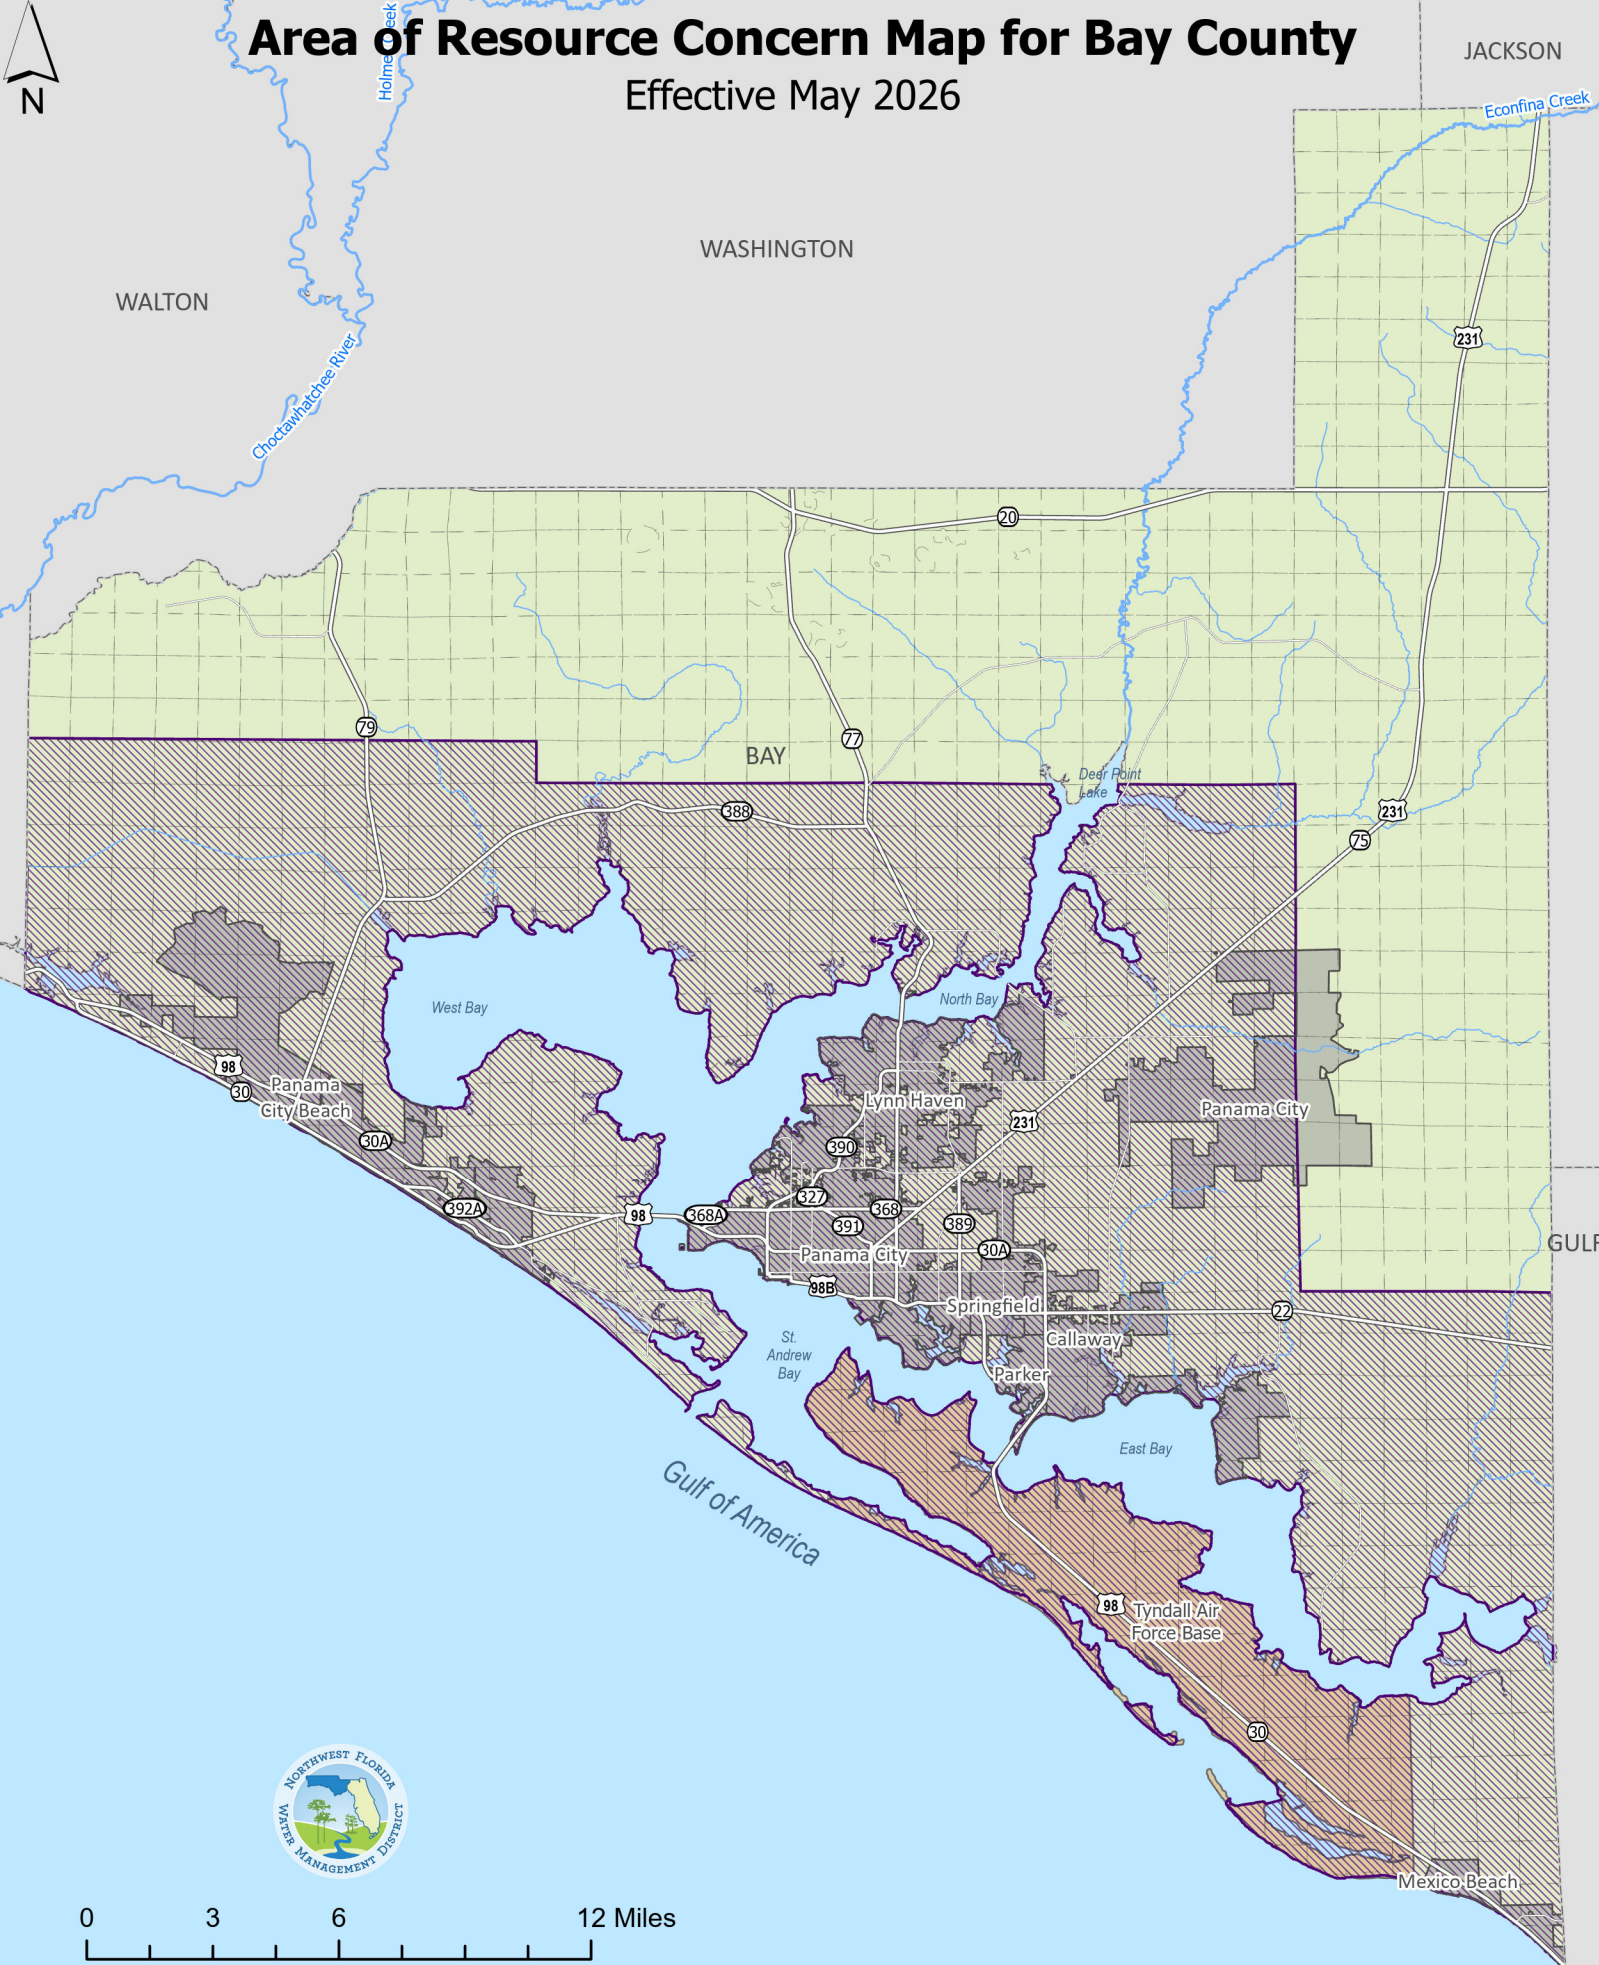 Area of Resource Concern Map for Bay County
Effective May 2026
N
JACKSON
Econfina Creek
WASHINGTON
WALTON
Choctawhatchee River
231
20
79
77
BAY
Deer Point
Lake
388
231
75
West Bay
North Bay
98
30
Panama
City Beach
Lynn Haven
Panama City
231
30A
390
327
392A
98
368A
368
391
389
Panama City
30A
GULF
98B
Springfield
22
St.
Andrew
Bay
Callaway
Parker
East Bay
Gulf of America
98
Tyndall Air
Force Base
30
NORTHWEST FLORIDA
WATER MANAGEMENT DISTRICT
Mexico Beach
0 3 6 12 Miles